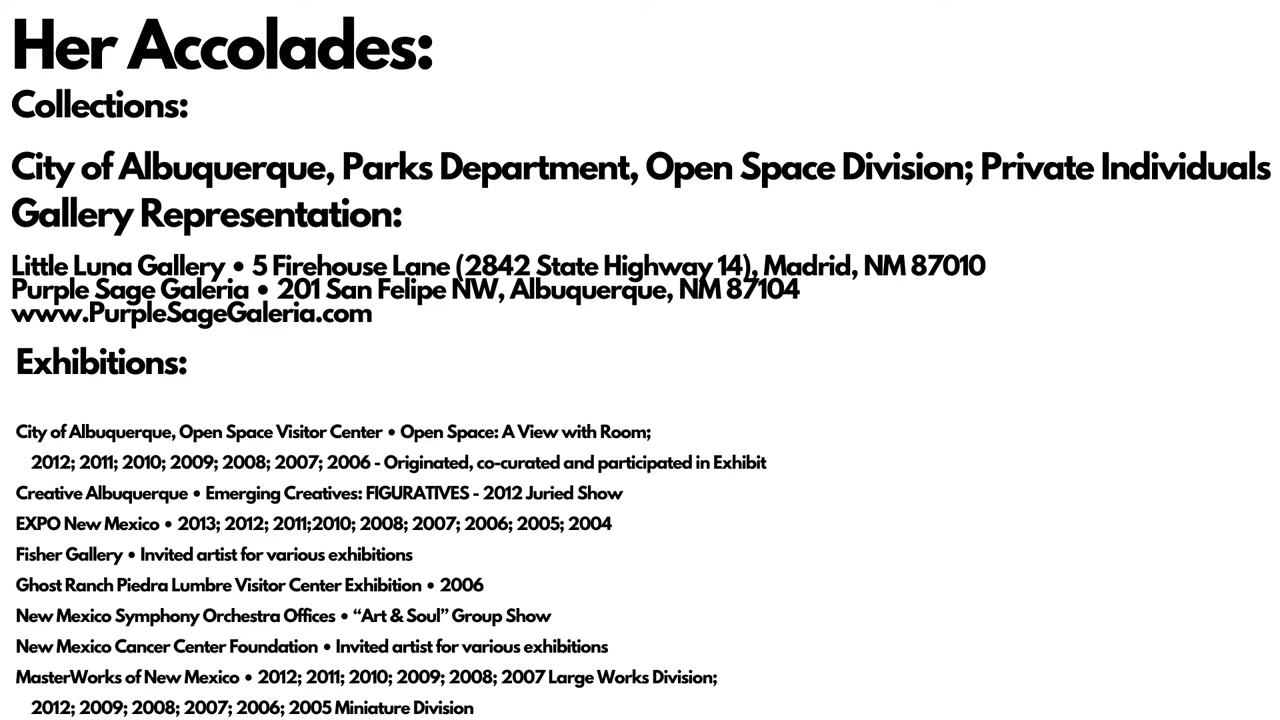 Her Accolades:
Collections:
City of Albuquerque, Parks Department, Open Space Division; Private Individuals
Gallery Representation:
Little Luna Gallery • 5 Firehouse Lane (2842 State Highway 14), Madrid, NM 87010
Purple Sage Galeria • 201 San Felipe NW, Albuquerque, NM 87104
www.PurpleSageGaleria.com
Exhibitions:
City of Albuquerque, Open Space Visitor Center • Open Space: A View with Room;
2012; 2011; 2010; 2009; 2008; 2007; 2006 - Originated, co-curated and participated in Exhibit
Creative Albuquerque • Emerging Creatives: FIGURATIVES - 2012 Juried Show
EXPO New Mexico • 2013; 2012; 2011;2010; 2008; 2007; 2006; 2005; 2004
Fisher Gallery • Invited artist for various exhibitions
Ghost Ranch Piedra Lumbre Visitor Center Exhibition • 2006
New Mexico Symphony Orchestra Offices • “Art & Soul” Group Show
New Mexico Cancer Center Foundation • Invited artist for various exhibitions
MasterWorks of New Mexico • 2012; 2011; 2010; 2009; 2008; 2007 Large Works Division;
2012; 2009; 2008; 2007; 2006; 2005 Miniature Division